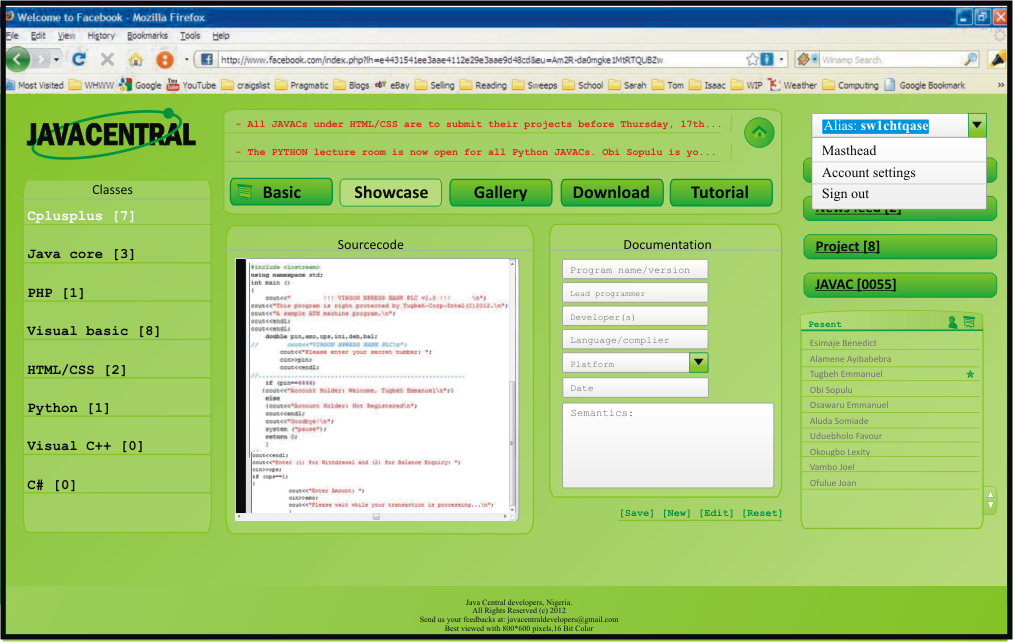 Welcome to Facebook - Mozilla Firefox
File Edit View History Bookmarks Tools Help
http://www.facebook.com/index.php?lh=e4431541ee3aae4112e29e3aae9d48cd&eu=Am2R-da0mgke1MtRTQUBZw
Winamp Search
Most Visited WHWW Google YouTube craigslist Pragmatic Blogs eBay Selling Reading Sweeps School Sarah Tom Isaac WIP Weather Computing Google Bookmark »
JAVACENTRAL
- All JAVACs under HTML/CSS are to submit their projects before Thursday, 17th...
- The PYTHON lecture room is now open for all Python JAVACs. Obi Sopulu is yo...
Alias: sw1chtqase
Masthead
Account settings
Sign out
News feed [2]
Project [8]
JAVAC [0055]
Classes
Cplusplus [7]
Java core [3]
PHP [1]
Visual basic [8]
HTML/CSS [2]
Python [1]
Visual C++ [0]
C# [0]
Basic Showcase Gallery Download Tutorial
Sourcecode
#include <iostream>
using namespace std;
int main ()
{
cout<<" !!! VIRGON XPRESS BANK PLC v1.0 !!! \n";
cout<<"This program is right protected by Tugbeh-Corp-Intel(C)2012.\n";
cout<<"A sample ATM machine program.\n";
cout<<endl;
cout<<endl;
double pin,amo,ops,ini,deb,bal;
// cout<<"VIRGON XPRESS BANK PLC\n";
cout<<"Please enter your secret number: ";
cin>>pin;
cout<<endl;
if (pin==4444)
{cout<<"Account Holder: Welcome, Tugbeh Emmanuel\n";}
else
{cout<<"Account Holder: Not Registered\n";
cout<<endl;
cout<<"Goodbye!\n";
system ("pause");
return 0;
}
//
cout<<endl;
cout<<"Enter (1) for Withdrawal and (2) for Balance Enquiry: ";
cin>>ops;
if (ops==1)
{
cout<<"Enter Amount: ";
cin>>amo;
cout<<"Please wait while your transaction is processing...\n";
}
Documentation
Program name/version
Lead programmer
Developer(s)
Language/complier
Platform
Date
Semantics:
[Save] [New] [Edit] [Reset]
Pesent
Esimaje Benedict
Alamene Ayibabebra
Tugbeh Emmanuel
Obi Sopulu
Osawaru Emmanuel
Aluda Somiade
Uduebholo Favour
Okougbo Lexity
Vambo Joel
Ofulue Joan
Java Central developers, Nigeria.
All Rights Reserved (c) 2012
Send us your feedbacks at: javacentraldevelopers@gmail.com
Best viewed with 800*600 pixels,16 Bit Color